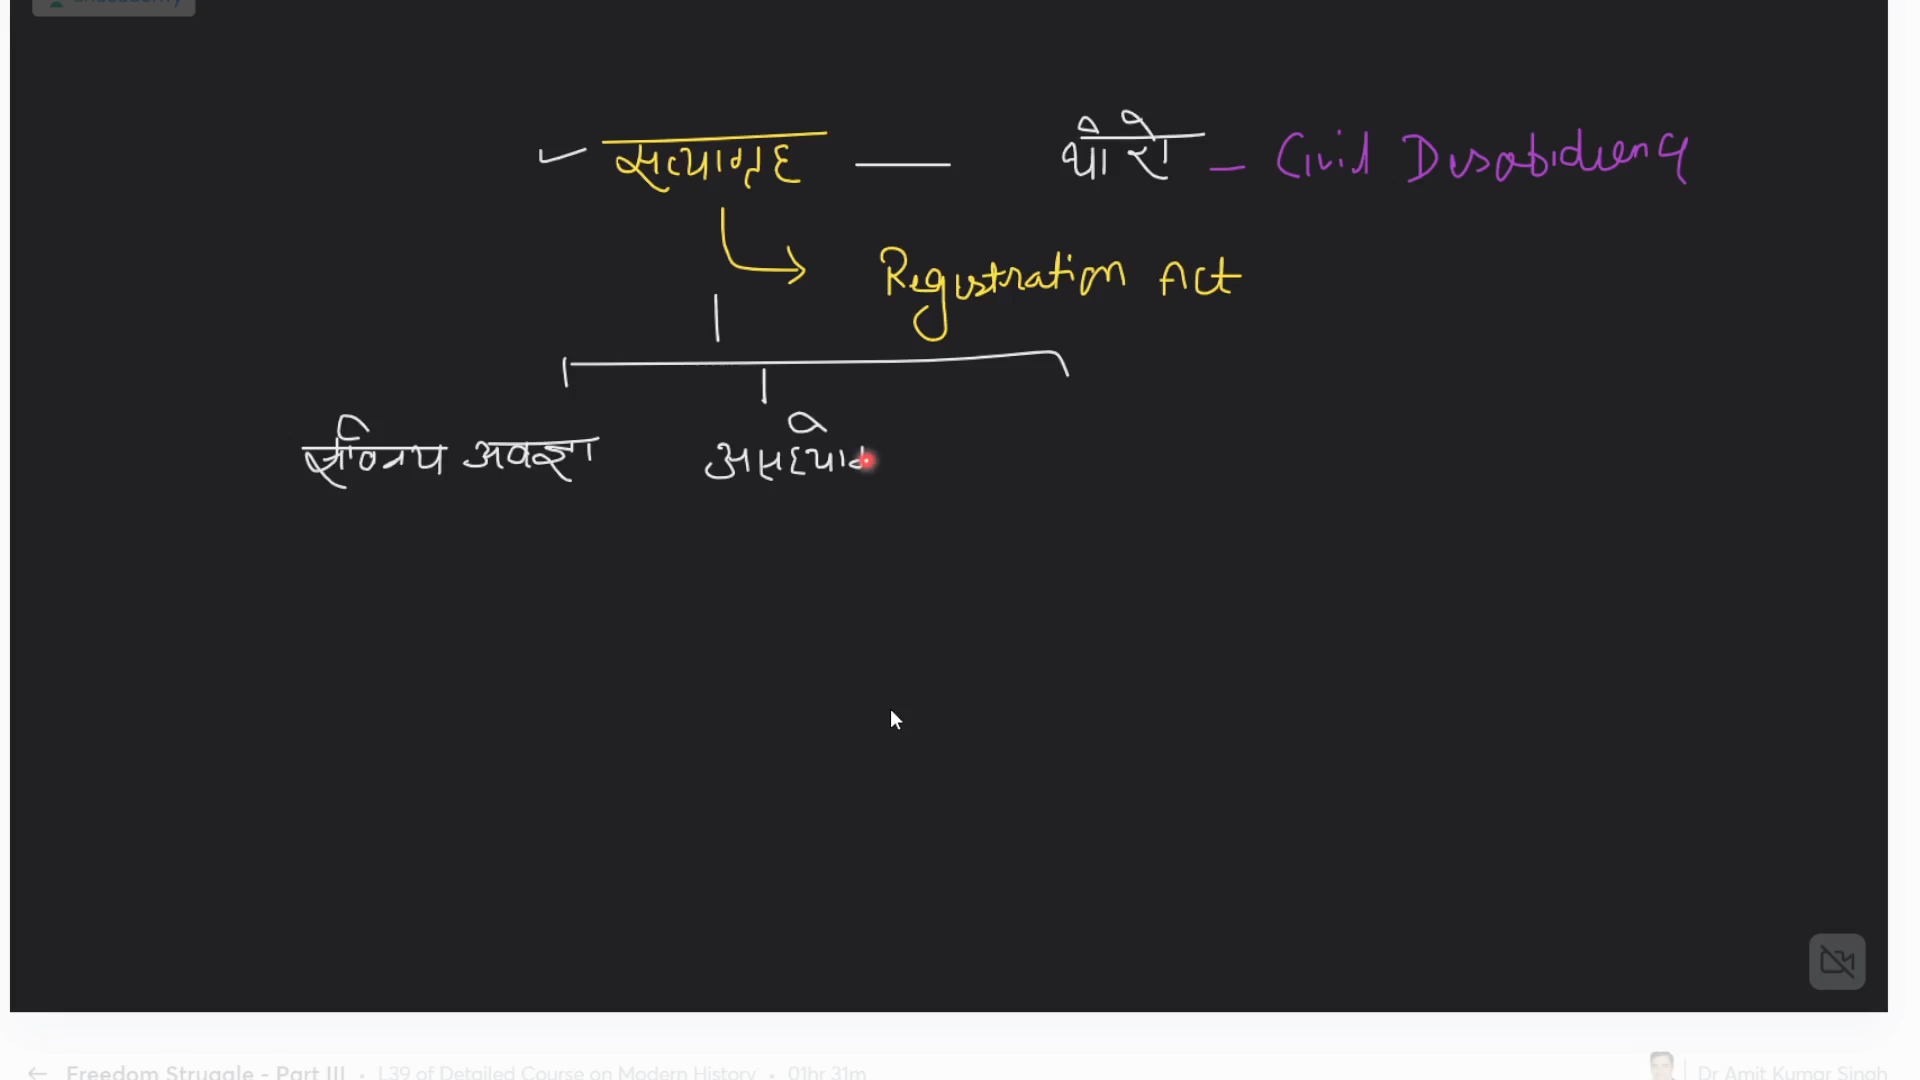 सत्याग्रह — थोरो - Civil Disobidieny
Registration Act
सविनय अवज्ञा असहयो
Freedom Struggle - Part III • L39 of Detailed Course on Modern History • 01hr 31m
Dr Amit Kumar Singh